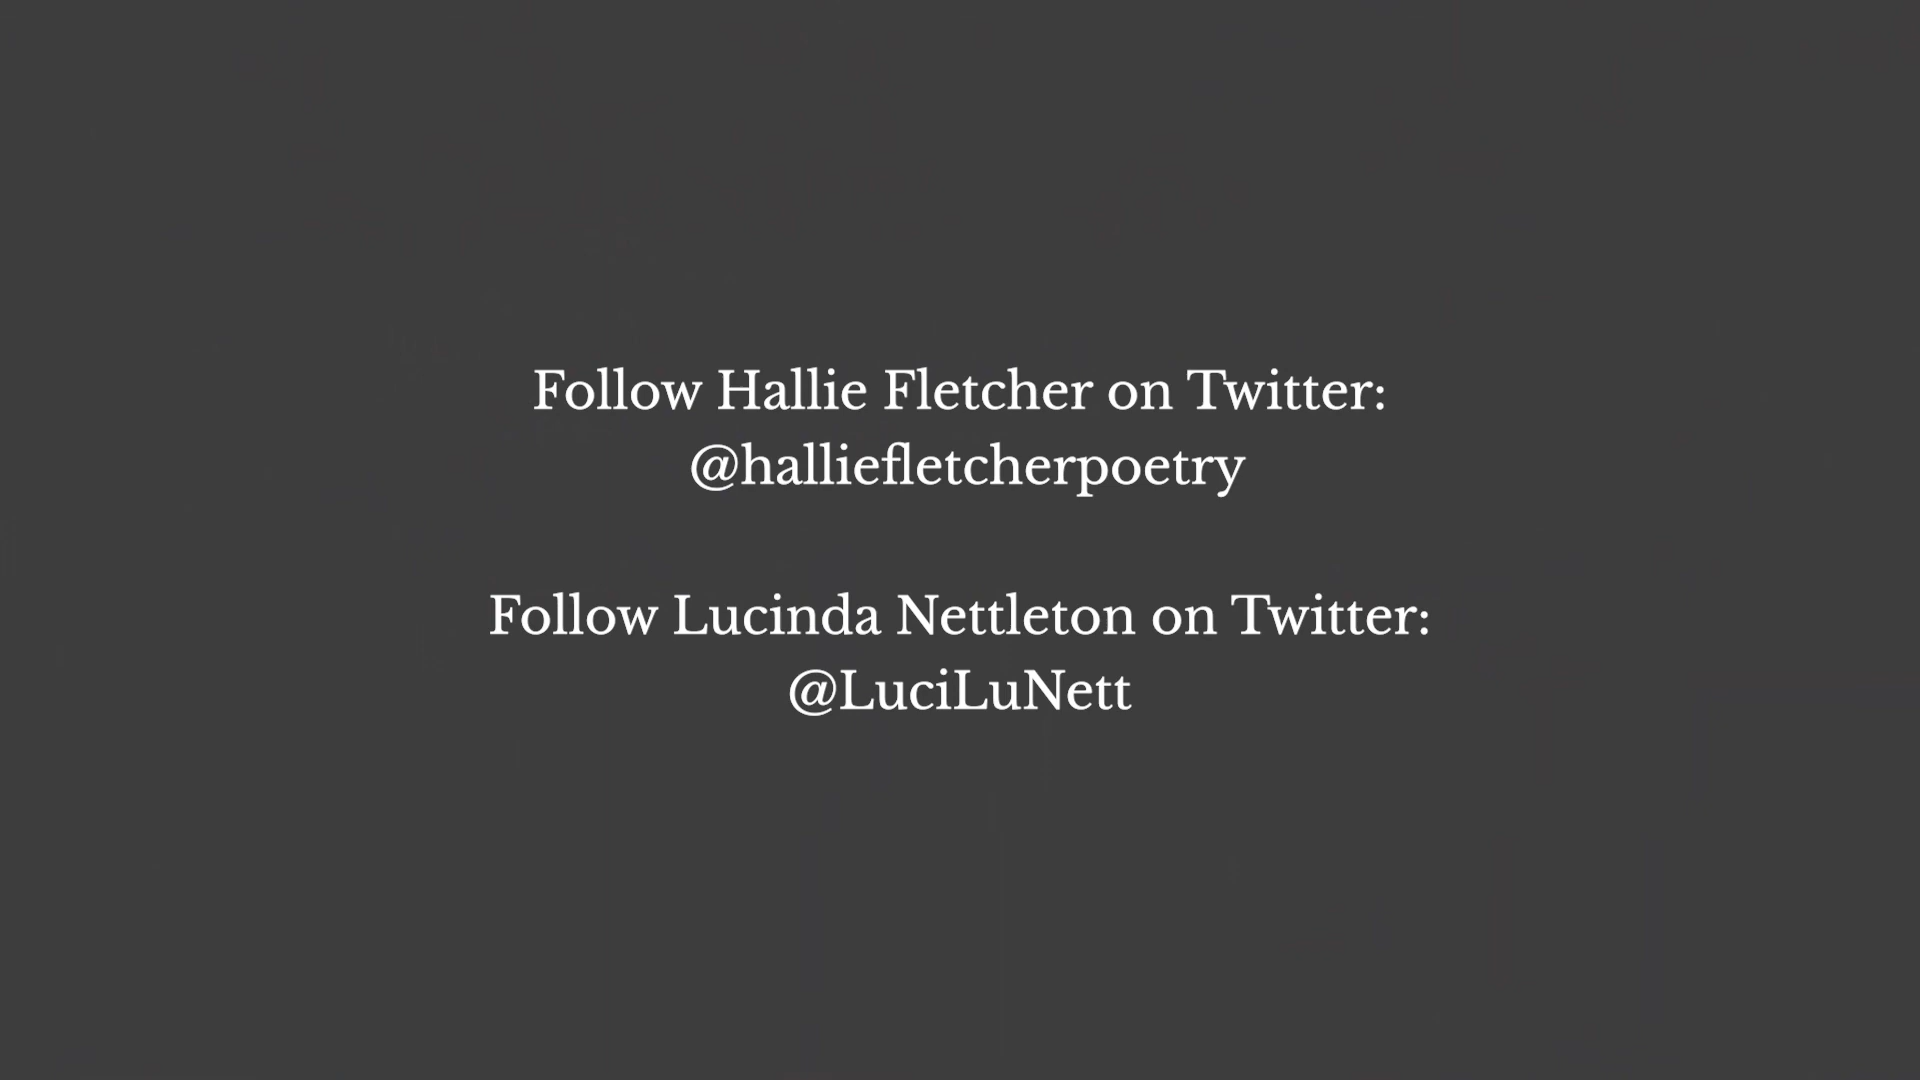 Follow Hallie Fletcher on Twitter:
@halliefletcherpoetry
Follow Lucinda Nettleton on Twitter:
@LuciLuNett